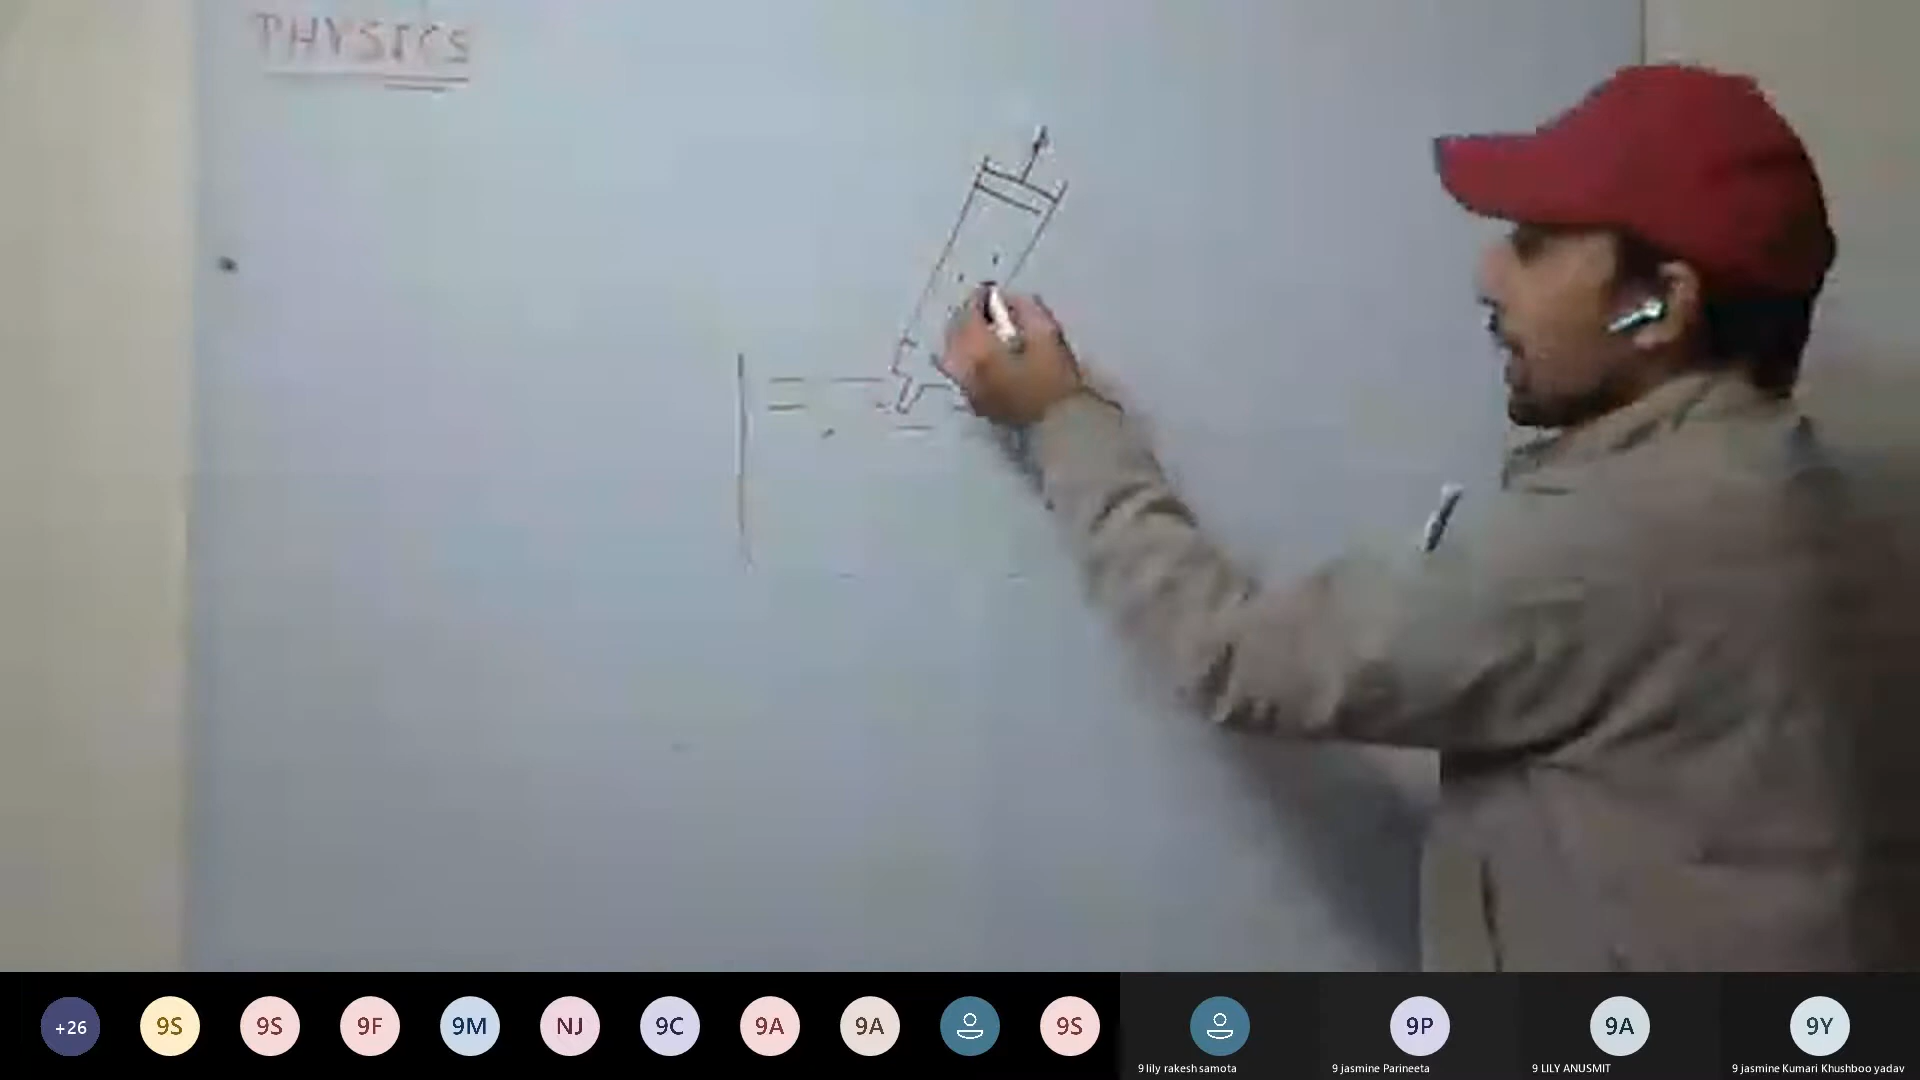 PHYSICS
+26
9S
9S
9F
9M
NJ
9C
9A
9A
9S
9P
9A
9Y
9 lily rakesh samota
9 jasmine Parineeta
9 LILY ANUSMIT
9 jasmine Kumari Khushboo yadav